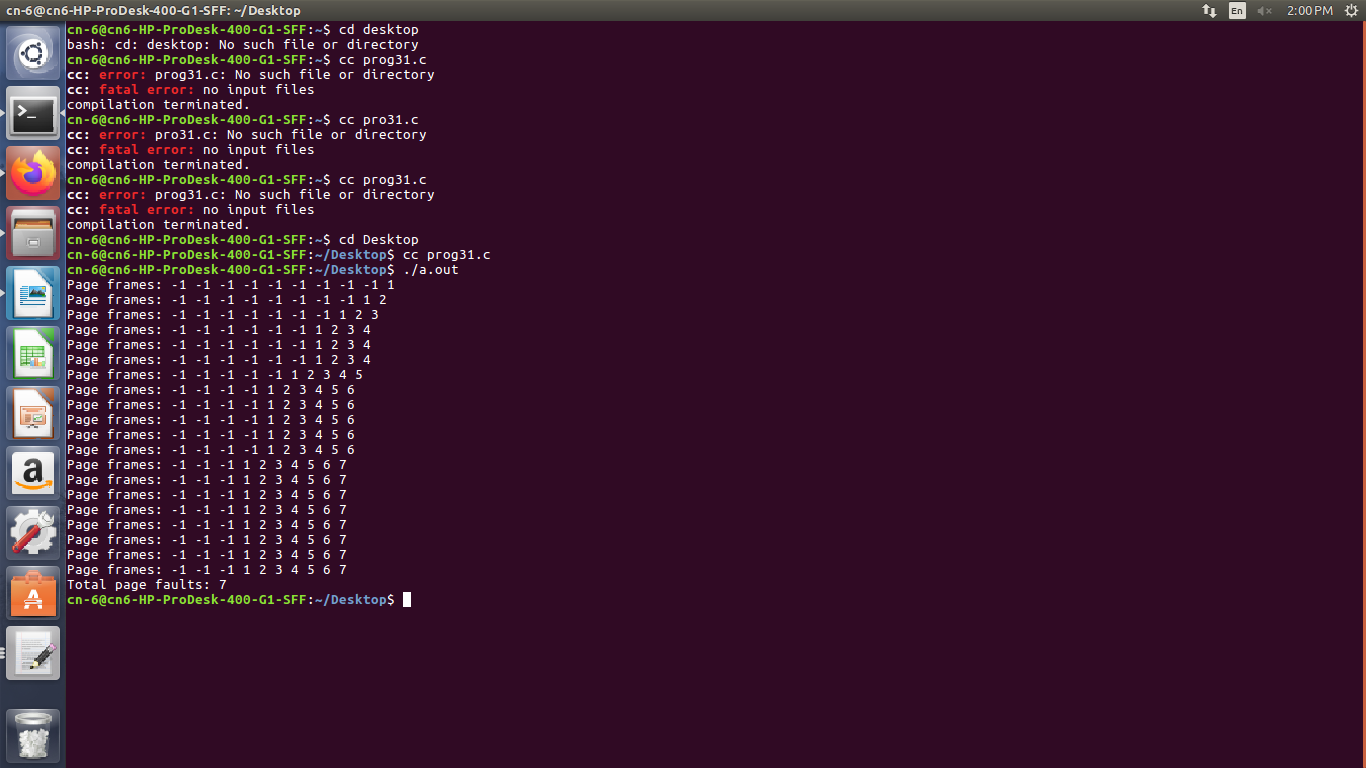 cn-6@cn6-HP-ProDesk-400-G1-SFF: ~/Desktop
En
2:00 PM
cn-6@cn6-HP-ProDesk-400-G1-SFF:~$ cd desktop
bash: cd: desktop: No such file or directory
cn-6@cn6-HP-ProDesk-400-G1-SFF:~$ cc prog31.c
cc: error: prog31.c: No such file or directory
cc: fatal error: no input files
compilation terminated.
cn-6@cn6-HP-ProDesk-400-G1-SFF:~$ cc pro31.c
cc: error: pro31.c: No such file or directory
cc: fatal error: no input files
compilation terminated.
cn-6@cn6-HP-ProDesk-400-G1-SFF:~$ cc prog31.c
cc: error: prog31.c: No such file or directory
cc: fatal error: no input files
compilation terminated.
cn-6@cn6-HP-ProDesk-400-G1-SFF:~$ cd Desktop
cn-6@cn6-HP-ProDesk-400-G1-SFF:~/Desktop$ cc prog31.c
cn-6@cn6-HP-ProDesk-400-G1-SFF:~/Desktop$ ./a.out
Page frames: -1 -1 -1 -1 -1 -1 -1 -1 -1 1
Page frames: -1 -1 -1 -1 -1 -1 -1 -1 1 2
Page frames: -1 -1 -1 -1 -1 -1 -1 1 2 3
Page frames: -1 -1 -1 -1 -1 -1 1 2 3 4
Page frames: -1 -1 -1 -1 -1 -1 1 2 3 4
Page frames: -1 -1 -1 -1 -1 -1 1 2 3 4
Page frames: -1 -1 -1 -1 -1 1 2 3 4 5
Page frames: -1 -1 -1 -1 1 2 3 4 5 6
Page frames: -1 -1 -1 -1 1 2 3 4 5 6
Page frames: -1 -1 -1 -1 1 2 3 4 5 6
Page frames: -1 -1 -1 -1 1 2 3 4 5 6
Page frames: -1 -1 -1 -1 1 2 3 4 5 6
Page frames: -1 -1 -1 1 2 3 4 5 6 7
Page frames: -1 -1 -1 1 2 3 4 5 6 7
Page frames: -1 -1 -1 1 2 3 4 5 6 7
Page frames: -1 -1 -1 1 2 3 4 5 6 7
Page frames: -1 -1 -1 1 2 3 4 5 6 7
Page frames: -1 -1 -1 1 2 3 4 5 6 7
Page frames: -1 -1 -1 1 2 3 4 5 6 7
Page frames: -1 -1 -1 1 2 3 4 5 6 7
Total page faults: 7
cn-6@cn6-HP-ProDesk-400-G1-SFF:~/Desktop$